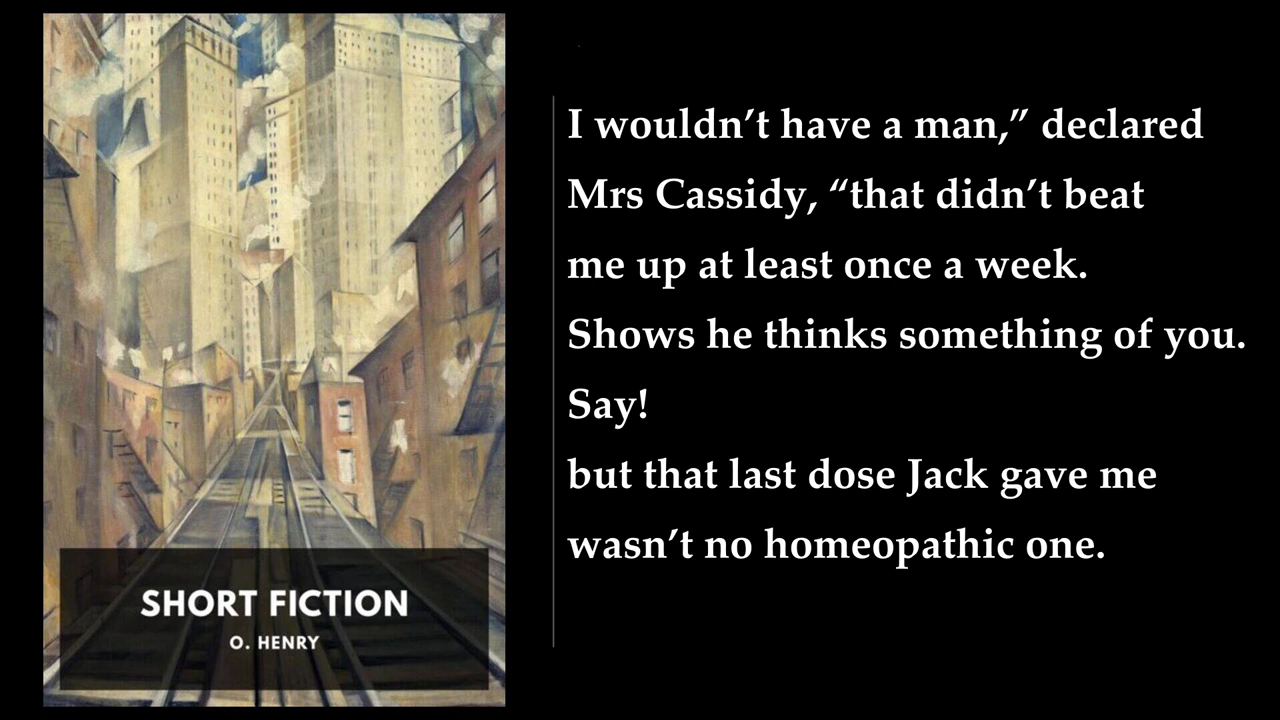 SHORT FICTION
O. HENRY
I wouldn’t have a man,” declared
Mrs Cassidy, “that didn’t beat
me up at least once a week.
Shows he thinks something of you.
Say!
but that last dose Jack gave me
wasn’t no homeopathic one.